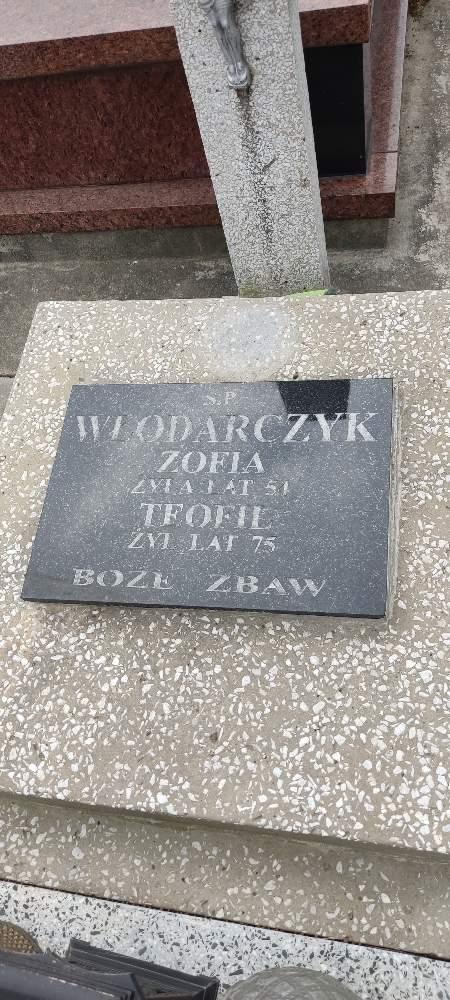 Ś.P.
WŁODARCZYK
ZOFIA
ŻYŁA LAT 51
TEOFIL
ŻYŁ LAT 75
BOŻE ZBAW